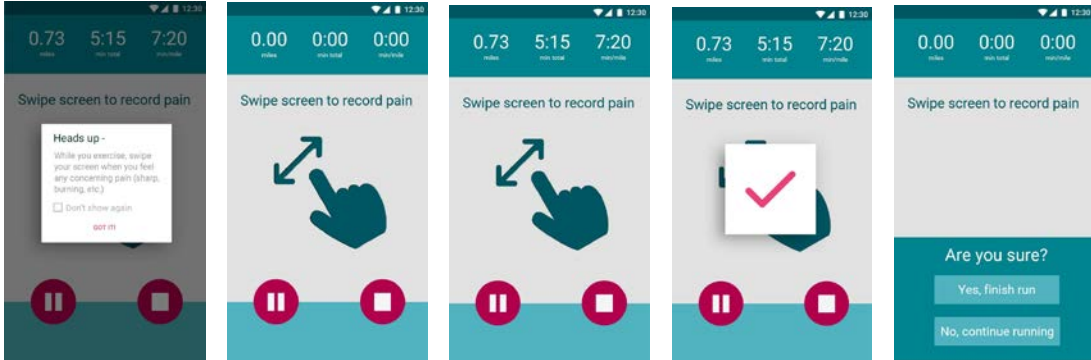 12:30
0.73 5:15 7:20
miles min total min/mile
Swipe screen to record pain
Heads up -
While you exercise, swipe
your screen when you feel
any concerning pain (sharp,
burning, etc.)
Don't show again
GOT IT!
12:30
0.00 0:00 0:00
miles min total min/mile
Swipe screen to record pain
12:30
0.73 5:15 7:20
miles min total min/mile
Swipe screen to record pain
12:30
0.73 5:15 7:20
miles min total min/mile
Swipe screen to record pain
12:30
0.00 0:00 0:00
miles min total min/mile
Swipe screen to record pain
Are you sure?
Yes, finish run
No, continue running